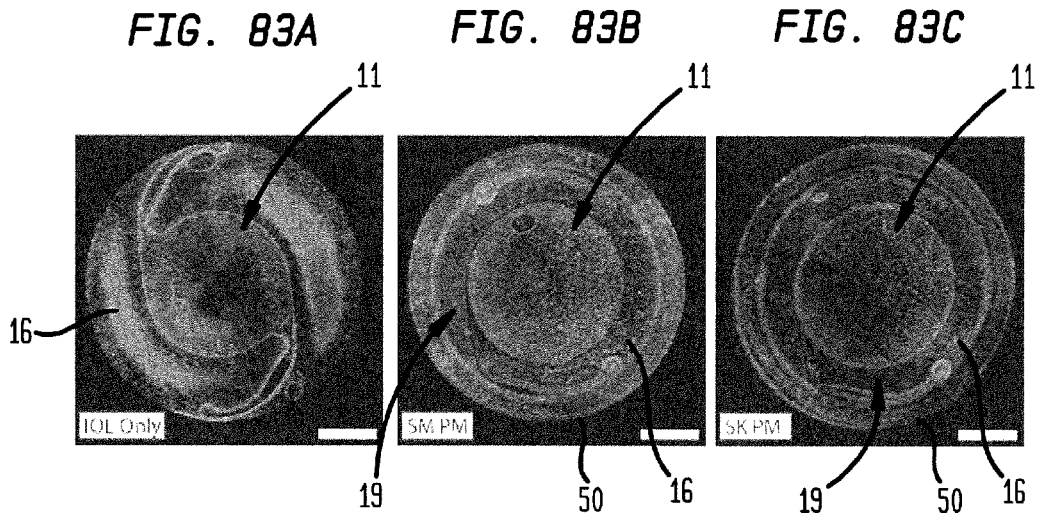 FIG. 83A FIG. 83B FIG. 83C
11 11 11
16
IOL Only SM PM SK PM
19 50 16 19 50 16